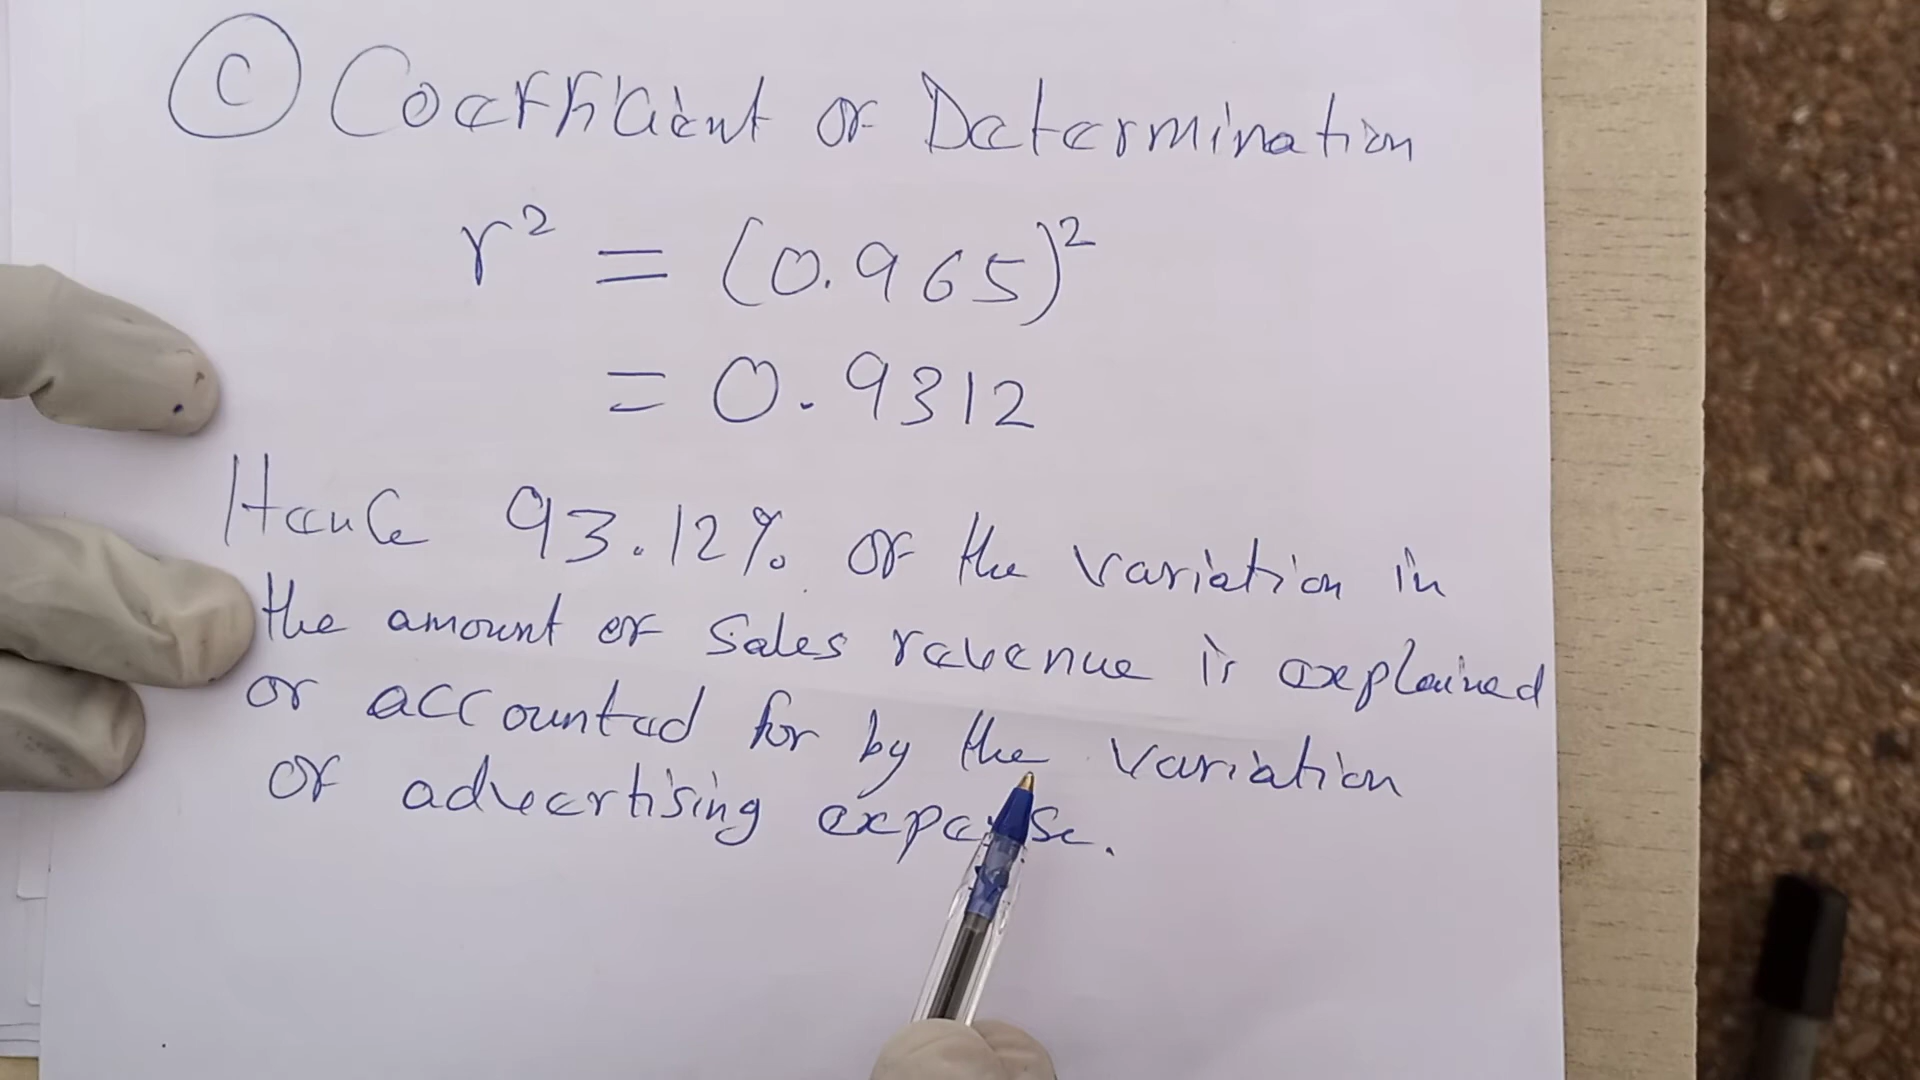 (C) Coefficient of Determination
r² = (0.965)²
= 0.9312
Hence 93.12% of the variation in
the amount of sales revenue is explained
or accounted for by the variation
of advertising expense.